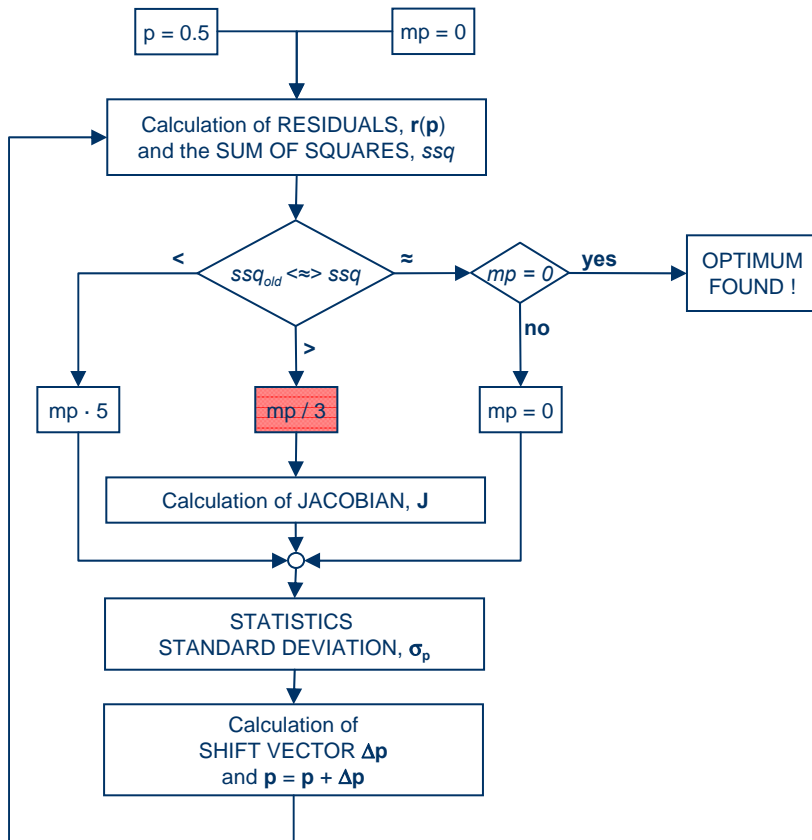 p = 0.5
mp = 0
Calculation of RESIDUALS, r(p)
and the SUM OF SQUARES, ssq
<
ssq_old <≈> ssq
≈
mp = 0
yes
OPTIMUM
FOUND !
>
no
mp · 5
mp / 3
mp = 0
Calculation of JACOBIAN, J
STATISTICS
STANDARD DEVIATION, σ_p
Calculation of
SHIFT VECTOR Δp
and p = p + Δp